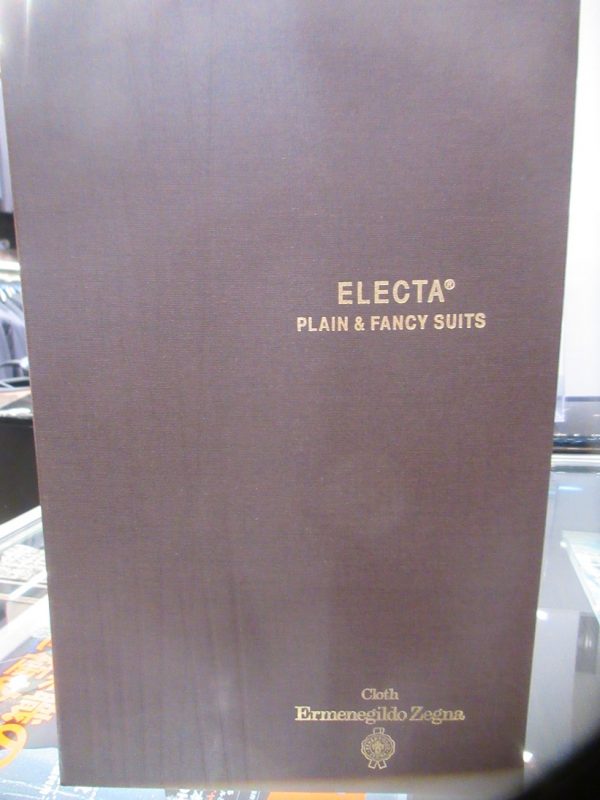 ELECTA®
PLAIN & FANCY SUITS
Cloth
Ermenegildo Zegna